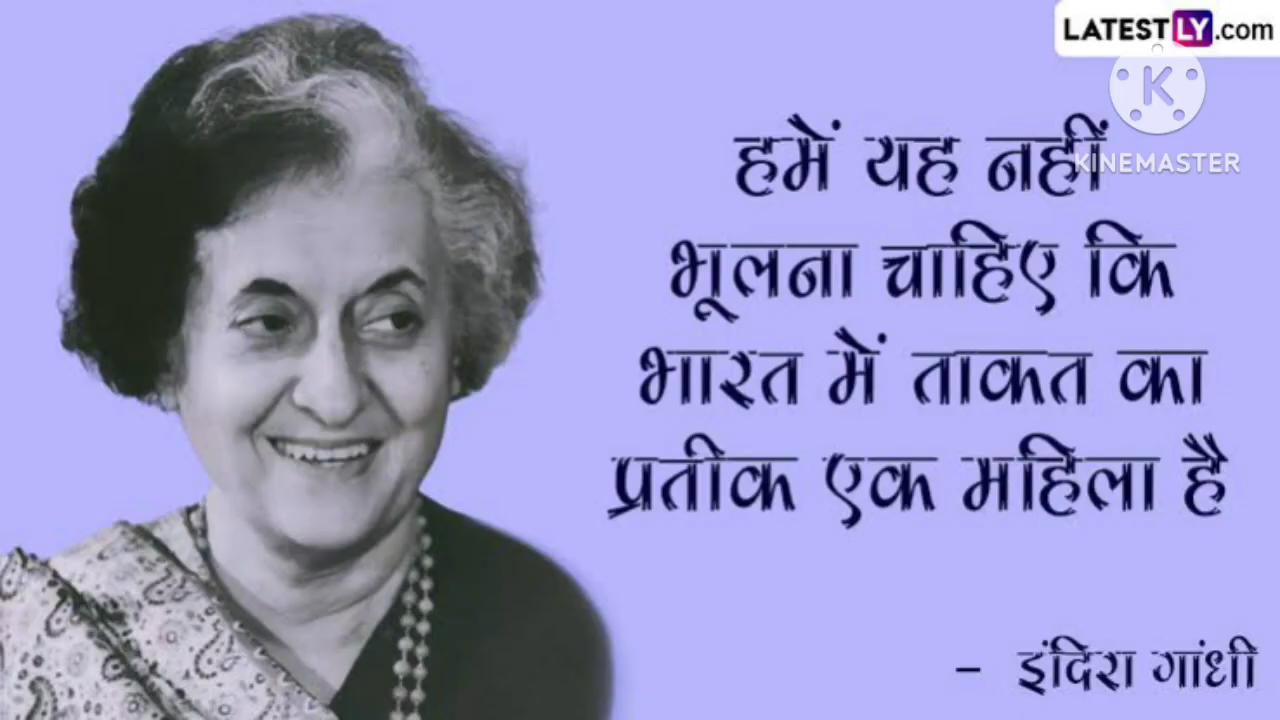 LATESTLY.com
K
KINEMASTER
हमें यह नहीं
भूलना चाहिए कि
भारत में ताकत का
प्रतीक एक महिला है
- इंदिरा गांधी